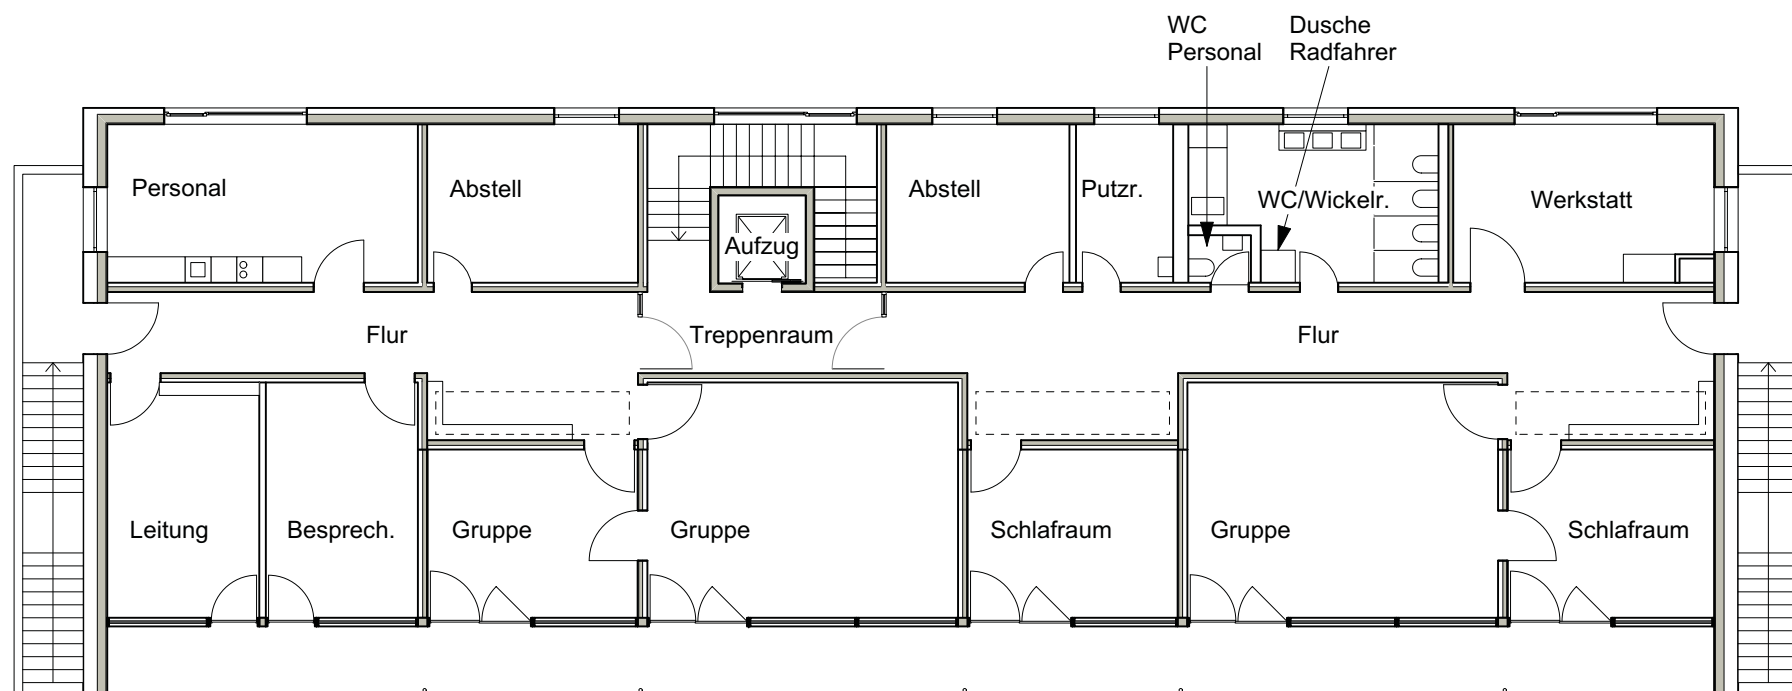 WC
Personal
Dusche
Radfahrer
Personal
Abstell
Aufzug
Abstell
Putzr.
WC/Wickelr.
Werkstatt
Flur
Treppenraum
Flur
Leitung
Besprech.
Gruppe
Gruppe
Schlafraum
Gruppe
Schlafraum